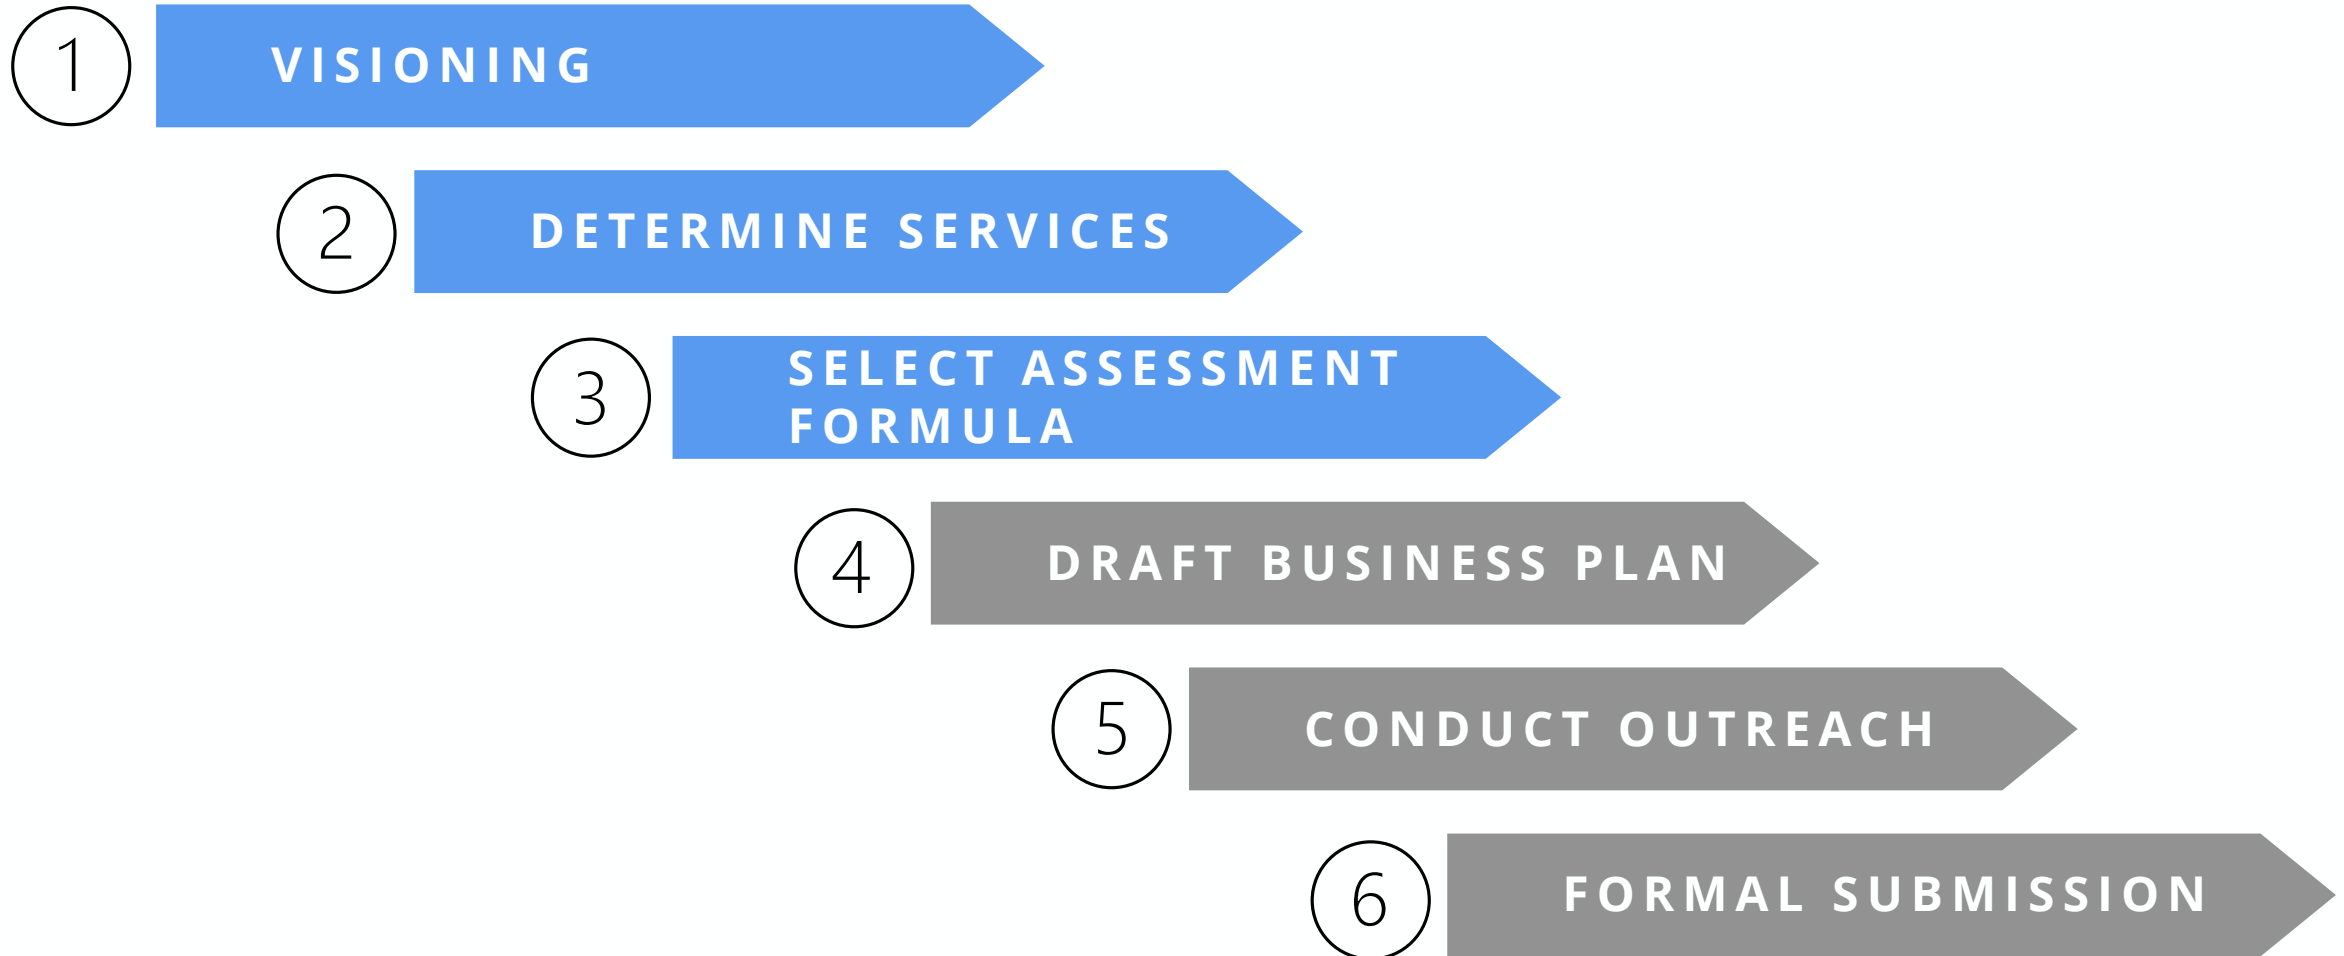 1
VISIONING
2
DETERMINE SERVICES
3
SELECT ASSESSMENT
FORMULA
4
DRAFT BUSINESS PLAN
5
CONDUCT OUTREACH
6
FORMAL SUBMISSION